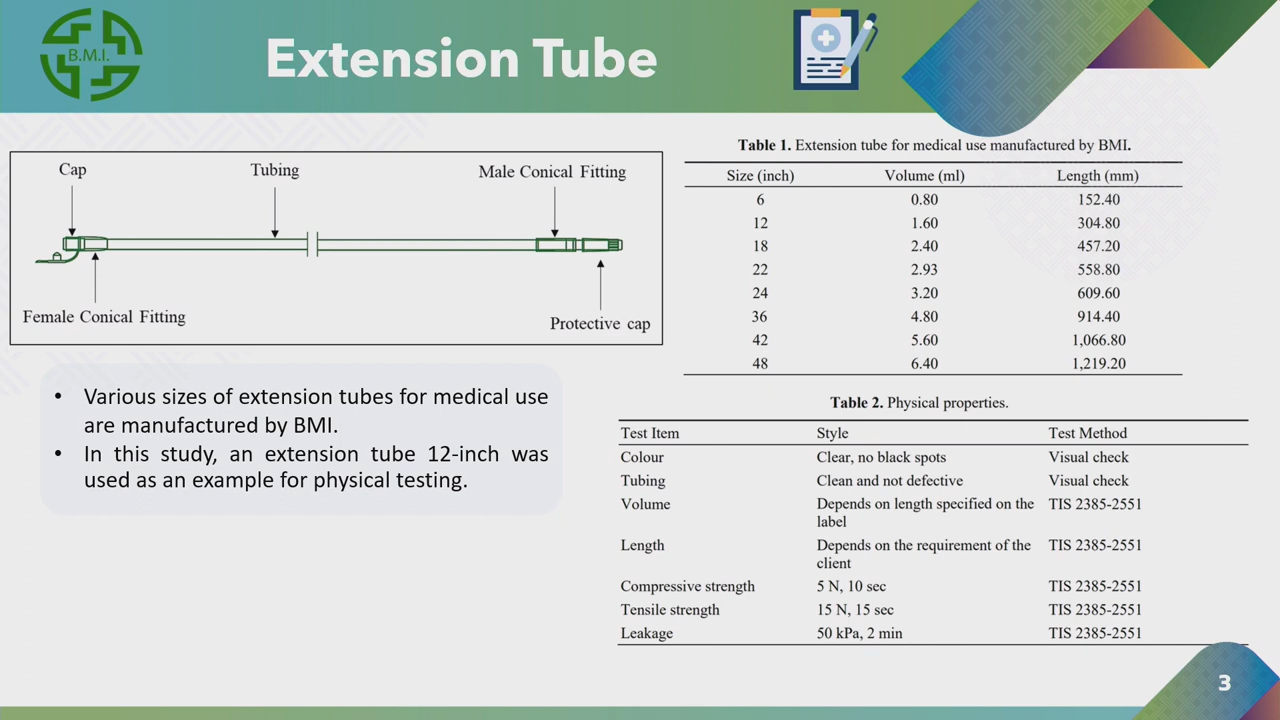 B.M.I.
Extension Tube
Cap
Tubing
Male Conical Fitting
Female Conical Fitting
Protective cap
• Various sizes of extension tubes for medical use
are manufactured by BMI.
• In this study, an extension tube 12-inch was
used as an example for physical testing.
Table 1. Extension tube for medical use manufactured by BMI.
Size (inch) Volume (ml) Length (mm)
6 0.80 152.40
12 1.60 304.80
18 2.40 457.20
22 2.93 558.80
24 3.20 609.60
36 4.80 914.40
42 5.60 1,066.80
48 6.40 1,219.20
Table 2. Physical properties.
Test Item Style Test Method
Colour Clear, no black spots Visual check
Tubing Clean and not defective Visual check
Volume Depends on length specified on the TIS 2385-2551
label
Length Depends on the requirement of the TIS 2385-2551
client
Compressive strength 5 N, 10 sec TIS 2385-2551
Tensile strength 15 N, 15 sec TIS 2385-2551
Leakage 50 kPa, 2 min TIS 2385-2551
3